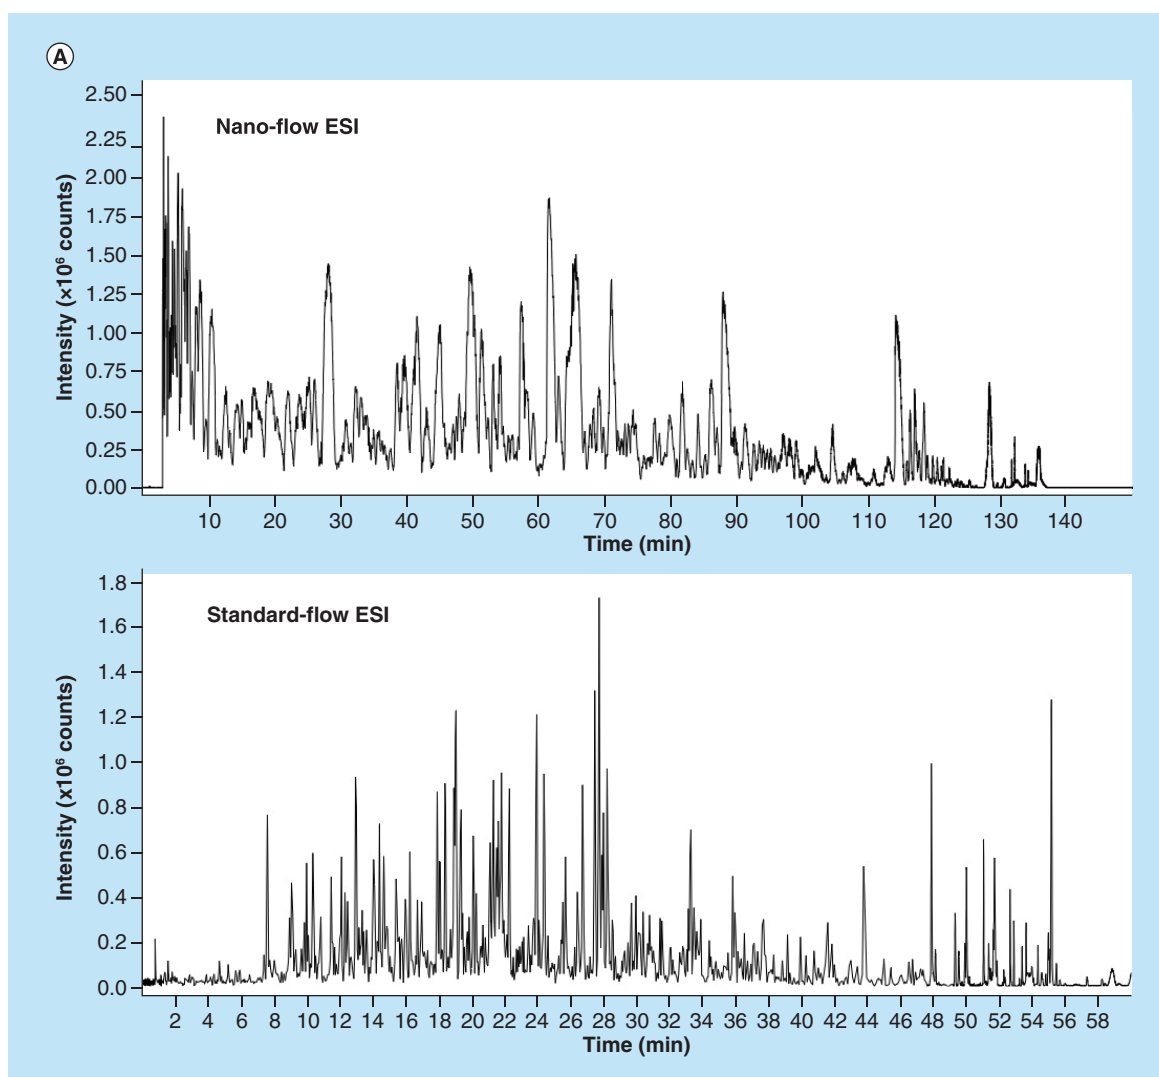 A
Nano-flow ESI
Intensity (×10⁶ counts)
2.50
2.25
2.00
1.75
1.50
1.25
1.00
0.75
0.50
0.25
0.00
10 20 30 40 50 60 70 80 90 100 110 120 130 140
Time (min)
Standard-flow ESI
Intensity (x10⁶ counts)
1.8
1.6
1.4
1.2
1.0
0.8
0.6
0.4
0.2
0.0
2 4 6 8 10 12 14 16 18 20 22 24 26 28 30 32 34 36 38 40 42 44 46 48 50 52 54 56 58
Time (min)